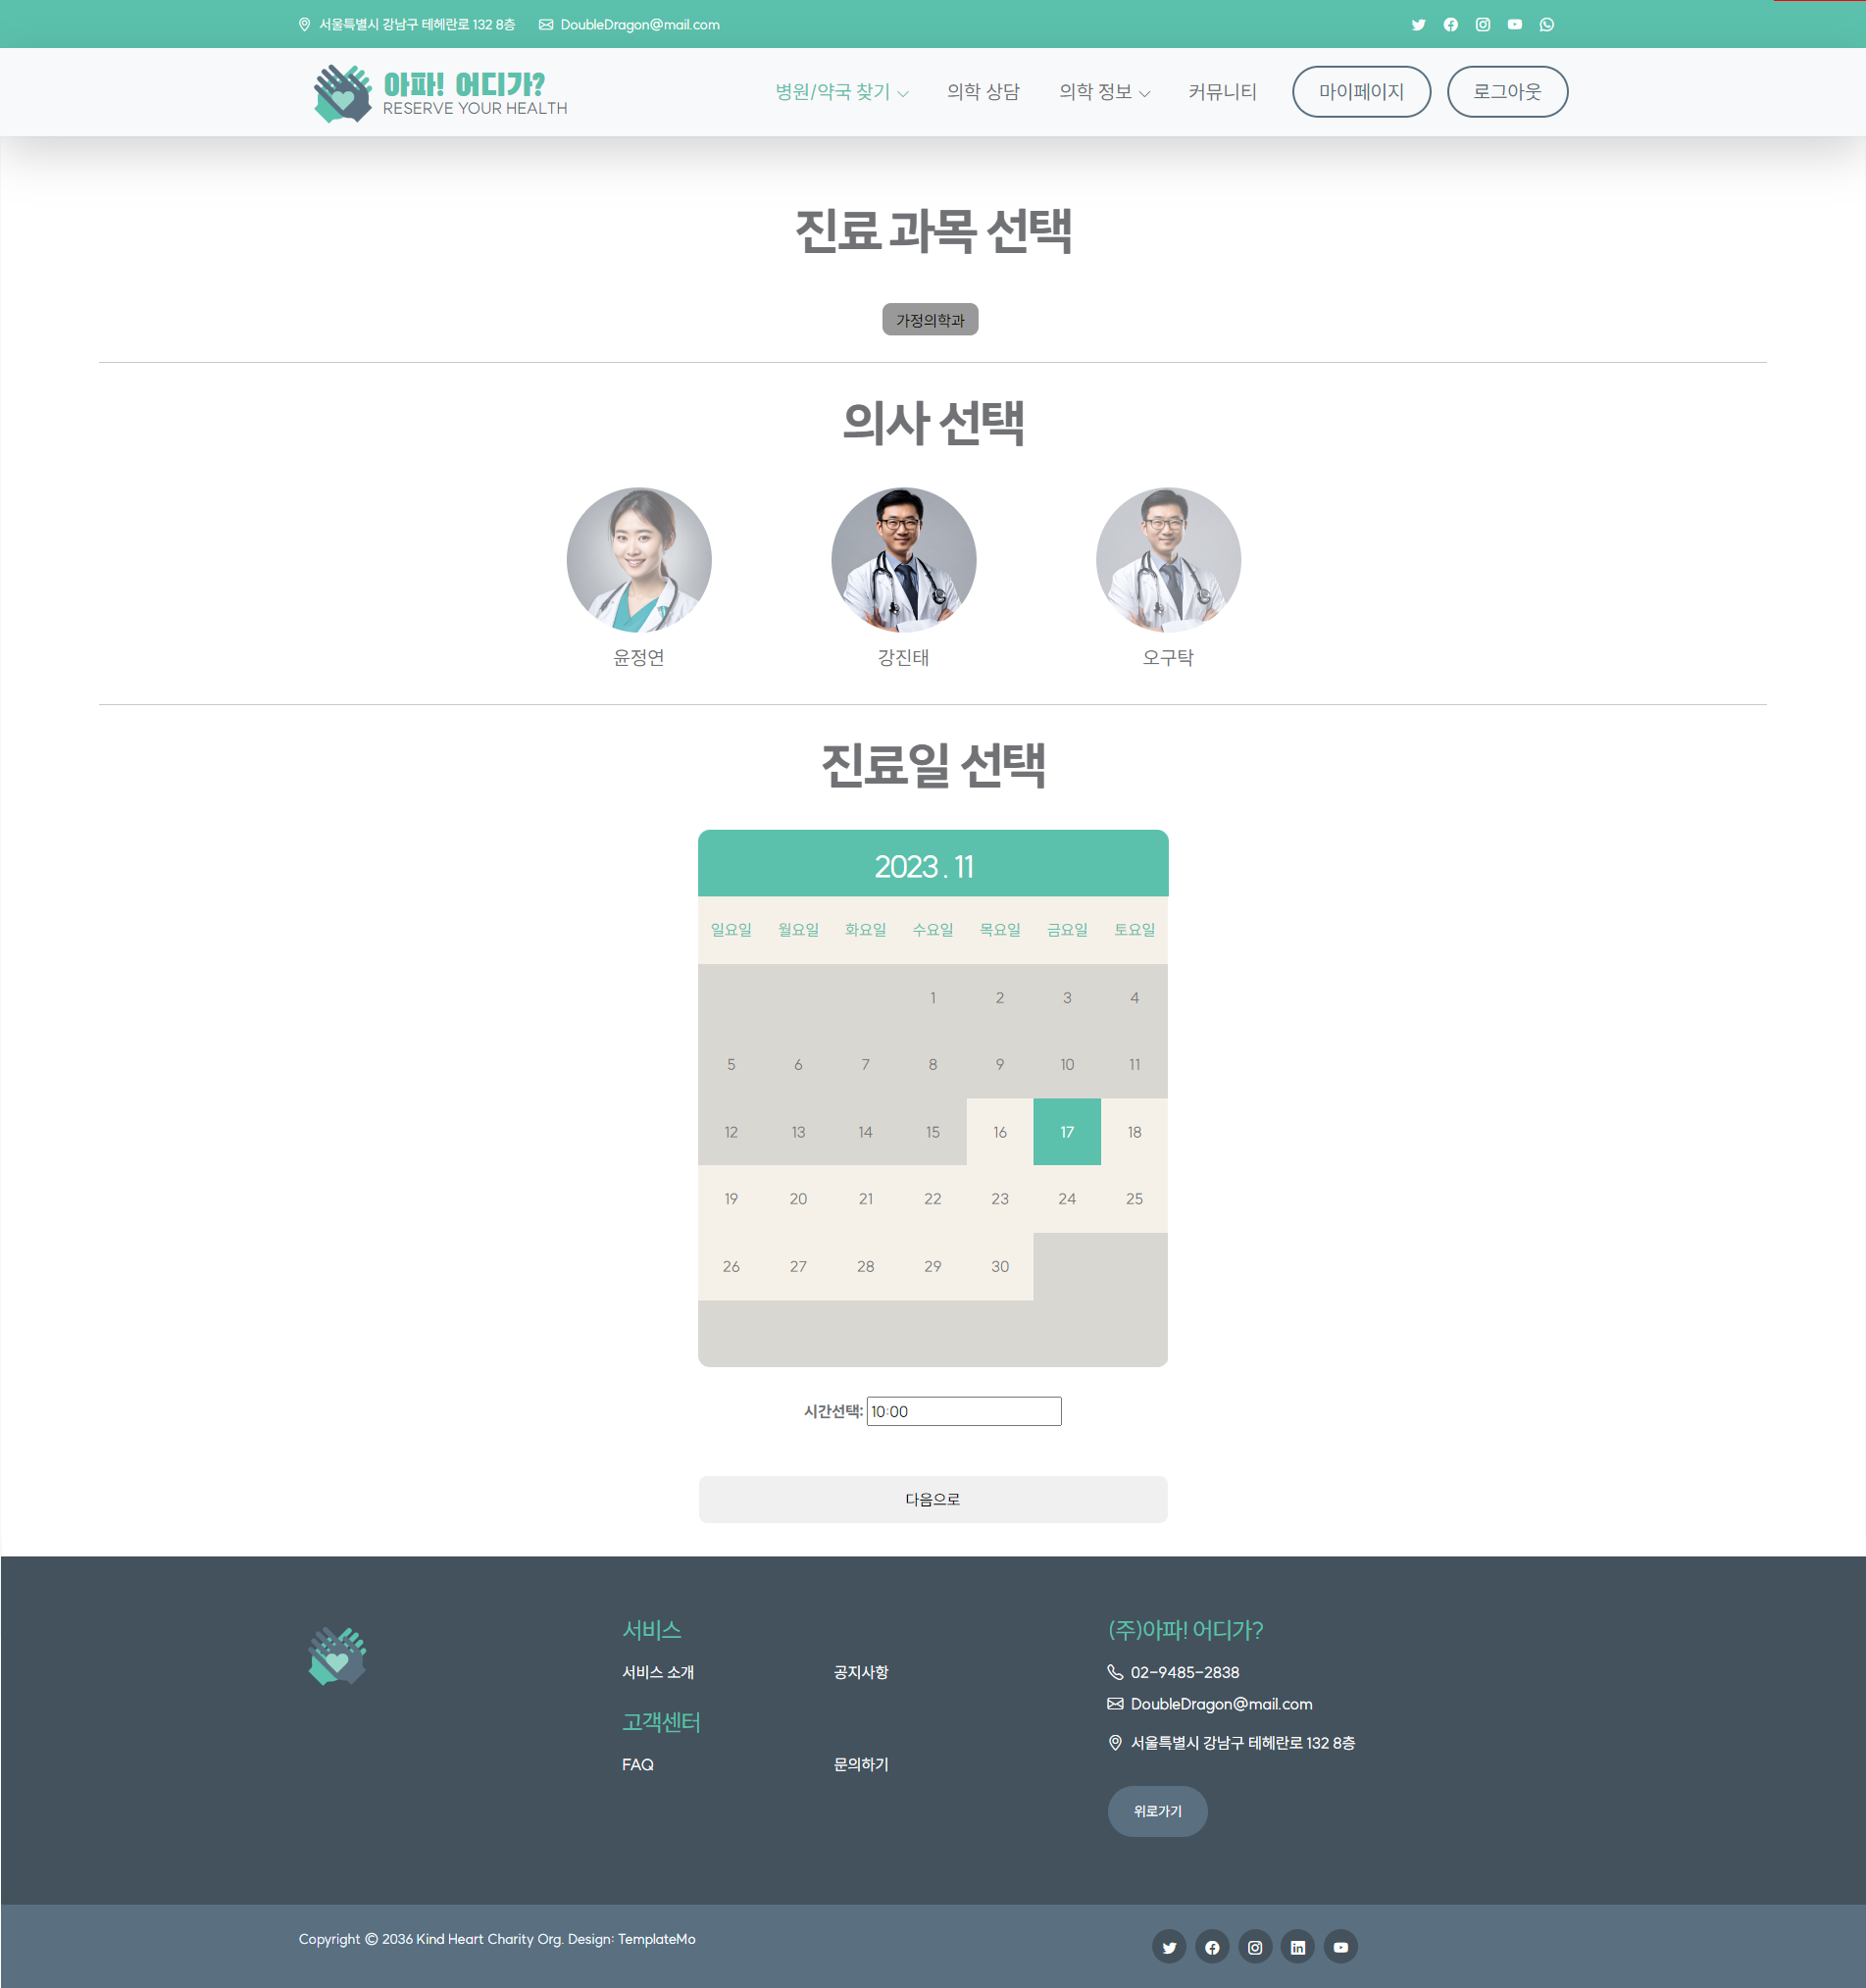 서울특별시 강남구 테헤란로 132 8층 DoubleDragon@mail.com
아파! 어디가?
RESERVE YOUR HEALTH
병원/약국 찾기 의학 상담 의학 정보 커뮤니티 마이페이지 로그아웃
진료 과목 선택
가정의학과
의사 선택
윤정연 강진태 오구탁
진료일 선택
2023 . 11
일요일 월요일 화요일 수요일 목요일 금요일 토요일
1 2 3 4
5 6 7 8 9 10 11
12 13 14 15 16 17 18
19 20 21 22 23 24 25
26 27 28 29 30
시간선택: 10:00
다음으로
서비스
서비스 소개 공지사항
고객센터
FAQ 문의하기
(주)아파! 어디가?
02-9485-2838
DoubleDragon@mail.com
서울특별시 강남구 테헤란로 132 8층
위로가기
Copyright © 2036 Kind Heart Charity Org. Design: TemplateMo